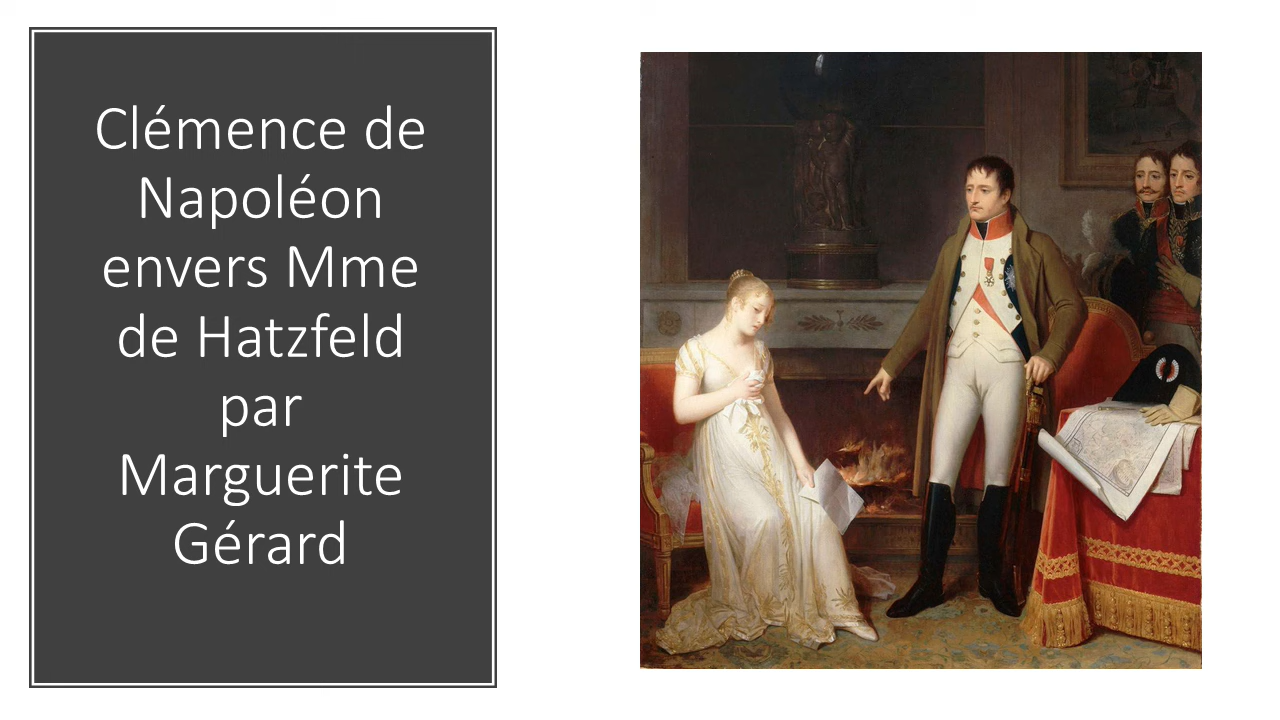 Clémence de
Napoléon
envers Mme
de Hatzfeld
par
Marguerite
Gérard